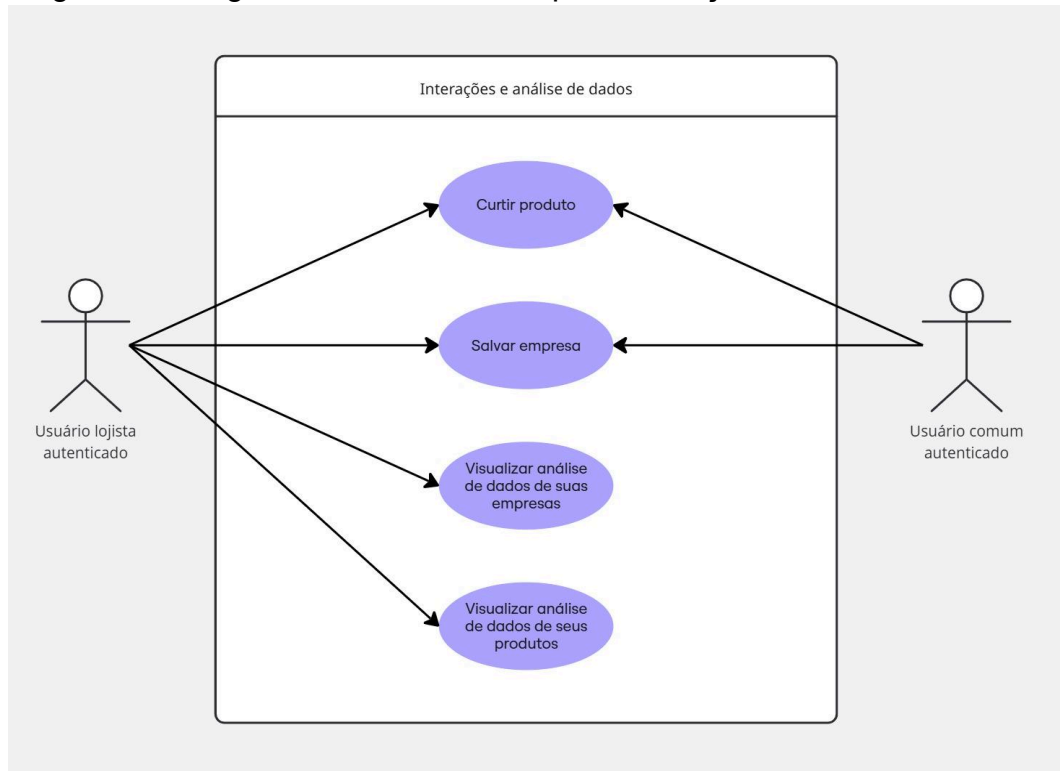 Interações e análise de dados
Curtir produto
Salvar empresa
Usuário lojista
autenticado
Usuário comum
autenticado
Visualizar análise
de dados de suas
empresas
Visualizar análise
de dados de seus
produtos